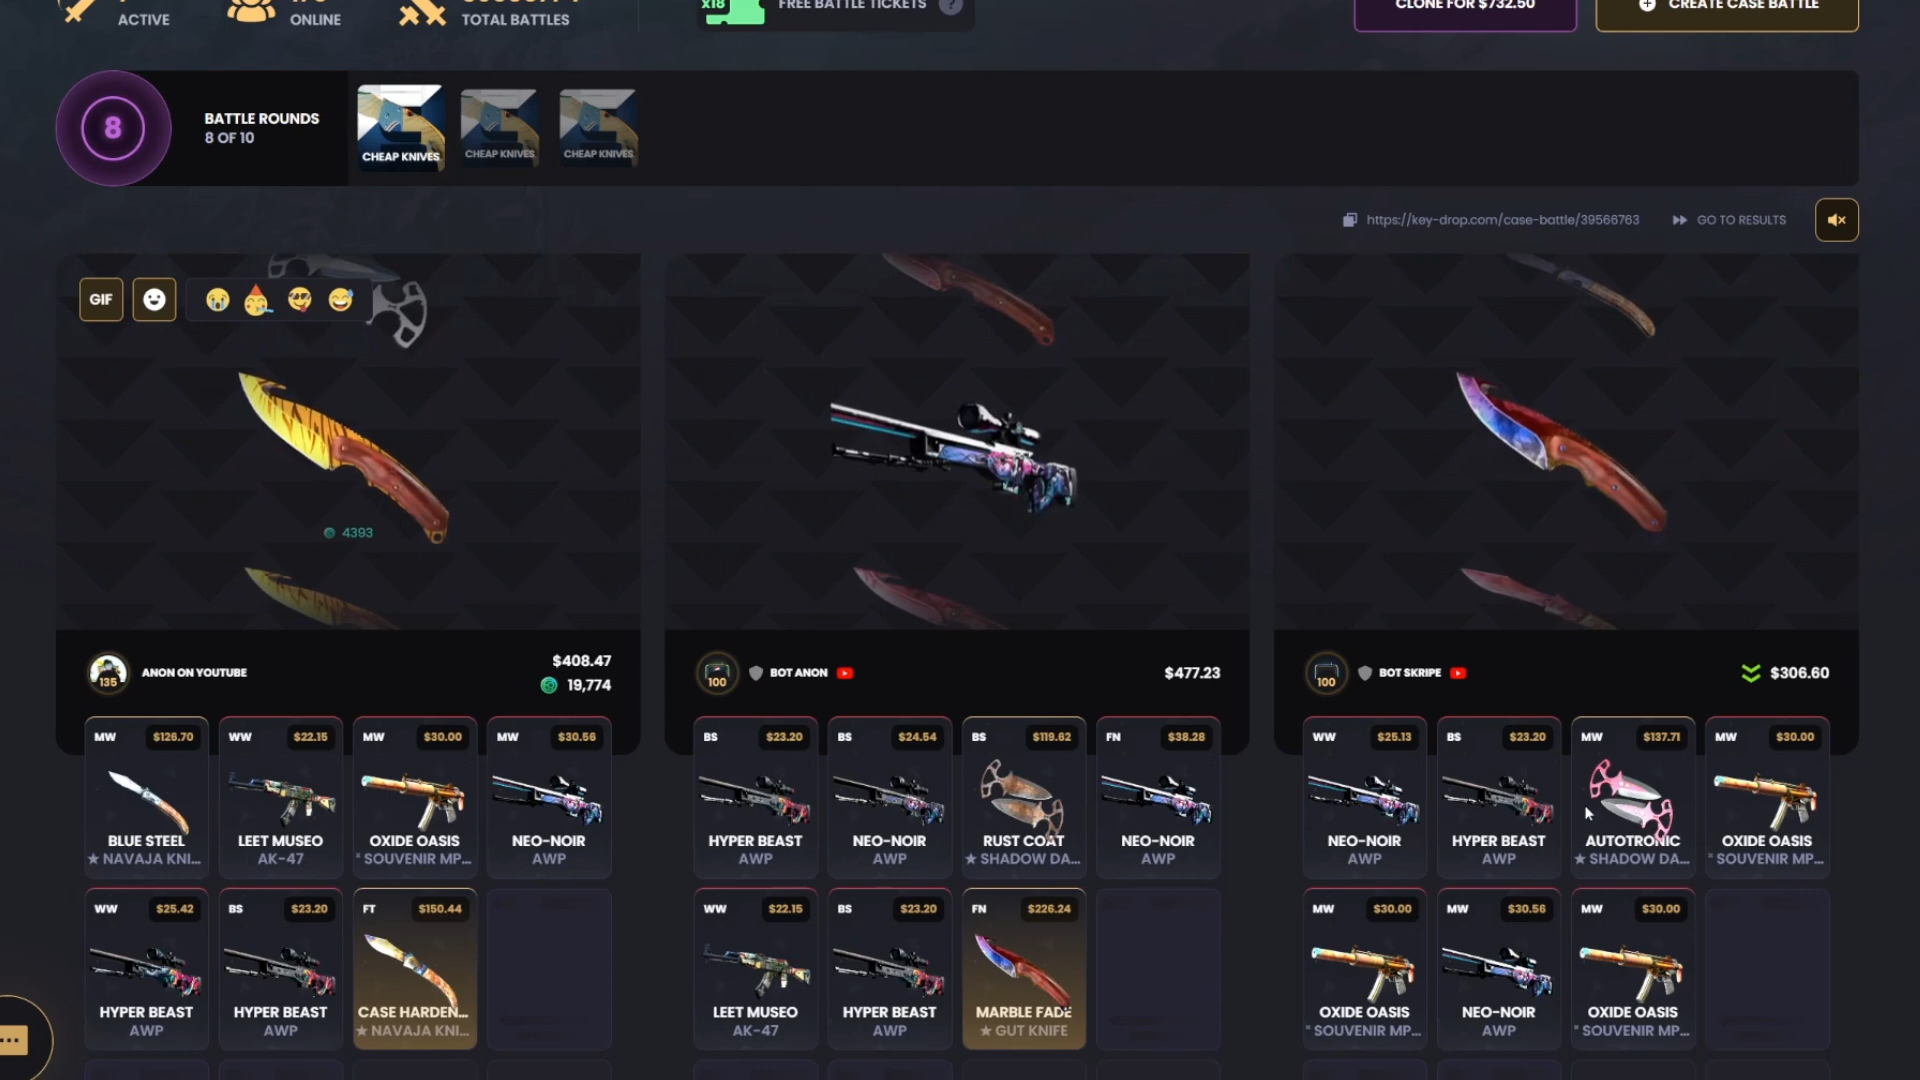 ACTIVE
ONLINE
TOTAL BATTLES
x18
FREE BATTLE TICKETS
?
CLONE FOR $732.50
CREATE CASE BATTLE
8
BATTLE ROUNDS
8 OF 10
CHEAP KNIVES
CHEAP KNIVES
CHEAP KNIVES
https://key-drop.com/case-battle/39566763
GO TO RESULTS
GIF
4393
135
ANON ON YOUTUBE
$408.47
19,774
100
BOT ANON
$477.23
100
BOT SKRIPE
$306.60
MW $126.70
WW $22.15
MW $30.00
MW $30.56
BLUE STEEL
★ NAVAJA KNI...
LEET MUSEO
AK-47
OXIDE OASIS
SOUVENIR MP...
NEO-NOIR
AWP
BS $23.20
BS $24.54
BS $119.62
FN $38.28
HYPER BEAST
AWP
NEO-NOIR
AWP
RUST COAT
★ SHADOW DA...
NEO-NOIR
AWP
WW $25.13
BS $23.20
MW $137.71
MW $30.00
NEO-NOIR
AWP
HYPER BEAST
AWP
AUTOTRONIC
★ SHADOW DA...
OXIDE OASIS
SOUVENIR MP...
WW $25.42
BS $23.20
FT $150.44
HYPER BEAST
AWP
HYPER BEAST
AWP
CASE HARDEN...
★ NAVAJA KNI...
WW $22.15
BS $23.20
FN $226.24
LEET MUSEO
AK-47
HYPER BEAST
AWP
MARBLE FADE
★ GUT KNIFE
MW $30.00
MW $30.56
MW $30.00
OXIDE OASIS
SOUVENIR MP...
NEO-NOIR
AWP
OXIDE OASIS
SOUVENIR MP...